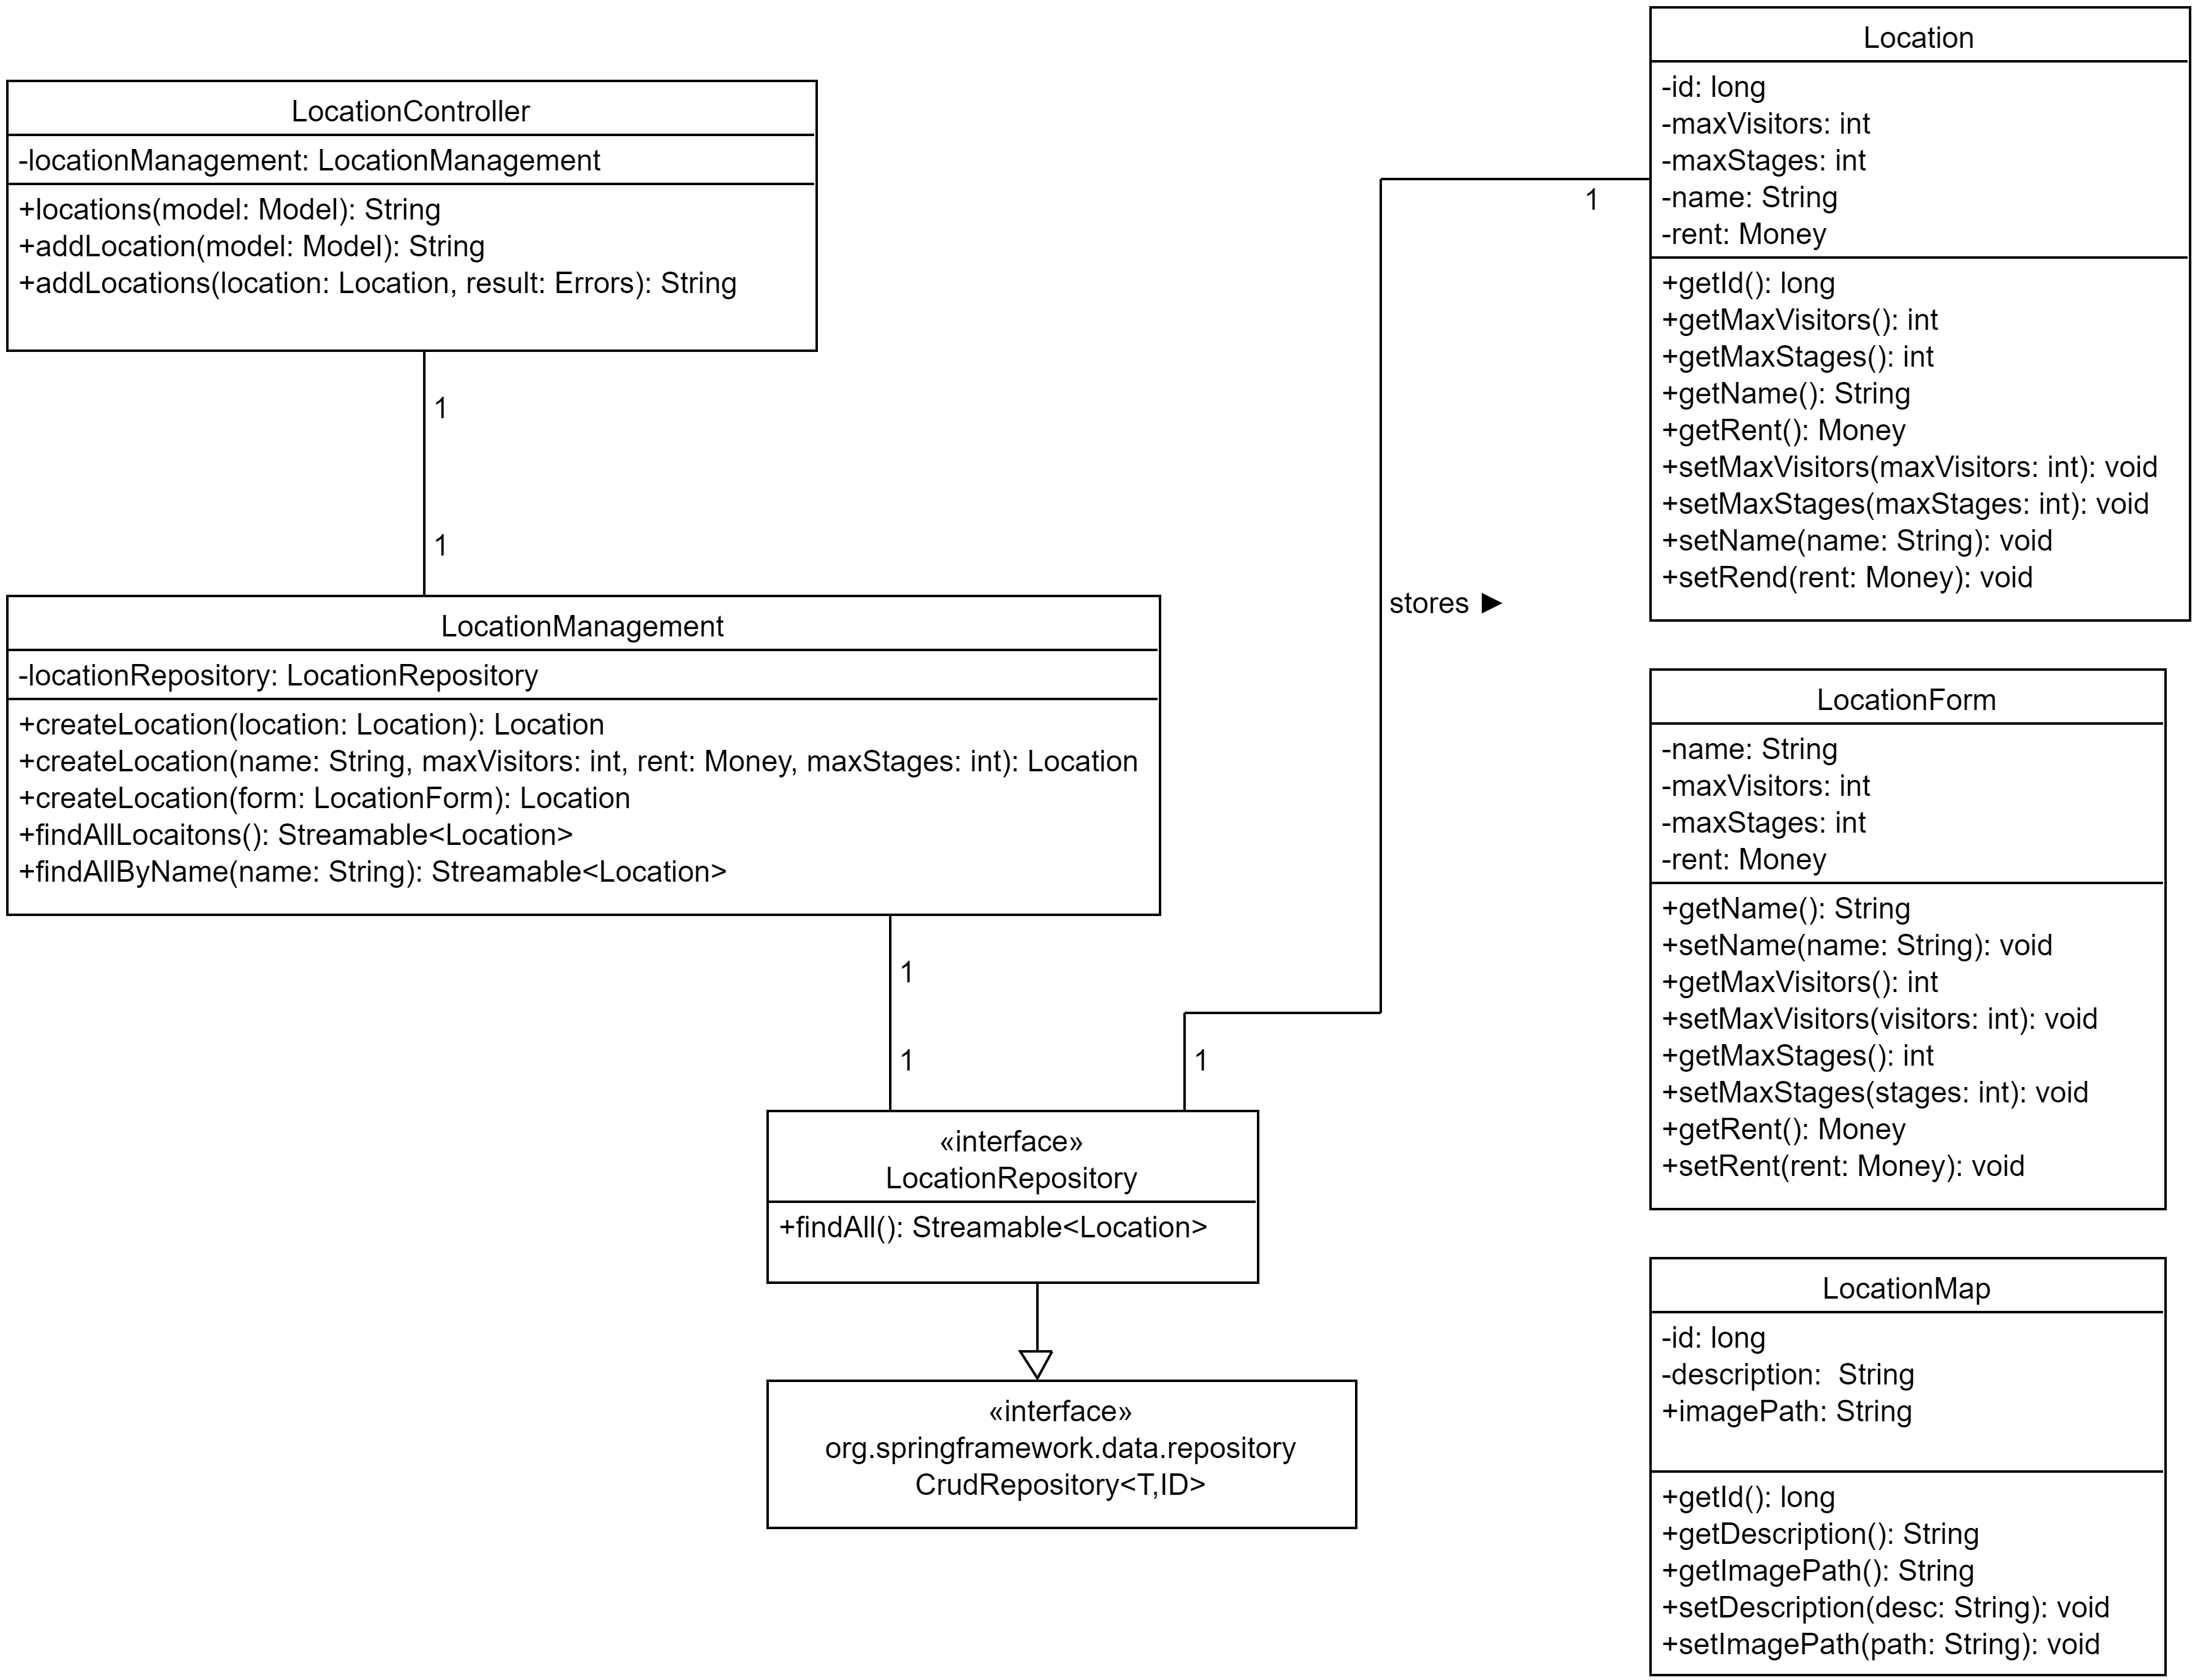 LocationController
-locationManagement: LocationManagement
+locations(model: Model): String
+addLocation(model: Model): String
+addLocations(location: Location, result: Errors): String
1
1
LocationManagement
-locationRepository: LocationRepository
+createLocation(location: Location): Location
+createLocation(name: String, maxVisitors: int, rent: Money, maxStages: int): Location
+createLocation(form: LocationForm): Location
+findAllLocaitons(): Streamable<Location>
+findAllByName(name: String): Streamable<Location>
1
1
1
«interface»
LocationRepository
+findAll(): Streamable<Location>
«interface»
org.springframework.data.repository
CrudRepository<T,ID>
1
stores ►
Location
-id: long
-maxVisitors: int
-maxStages: int
-name: String
-rent: Money
+getId(): long
+getMaxVisitors(): int
+getMaxStages(): int
+getName(): String
+getRent(): Money
+setMaxVisitors(maxVisitors: int): void
+setMaxStages(maxStages: int): void
+setName(name: String): void
+setRend(rent: Money): void
LocationForm
-name: String
-maxVisitors: int
-maxStages: int
-rent: Money
+getName(): String
+setName(name: String): void
+getMaxVisitors(): int
+setMaxVisitors(visitors: int): void
+getMaxStages(): int
+setMaxStages(stages: int): void
+getRent(): Money
+setRent(rent: Money): void
LocationMap
-id: long
-description:  String
+imagePath: String
+getId(): long
+getDescription(): String
+getImagePath(): String
+setDescription(desc: String): void
+setImagePath(path: String): void